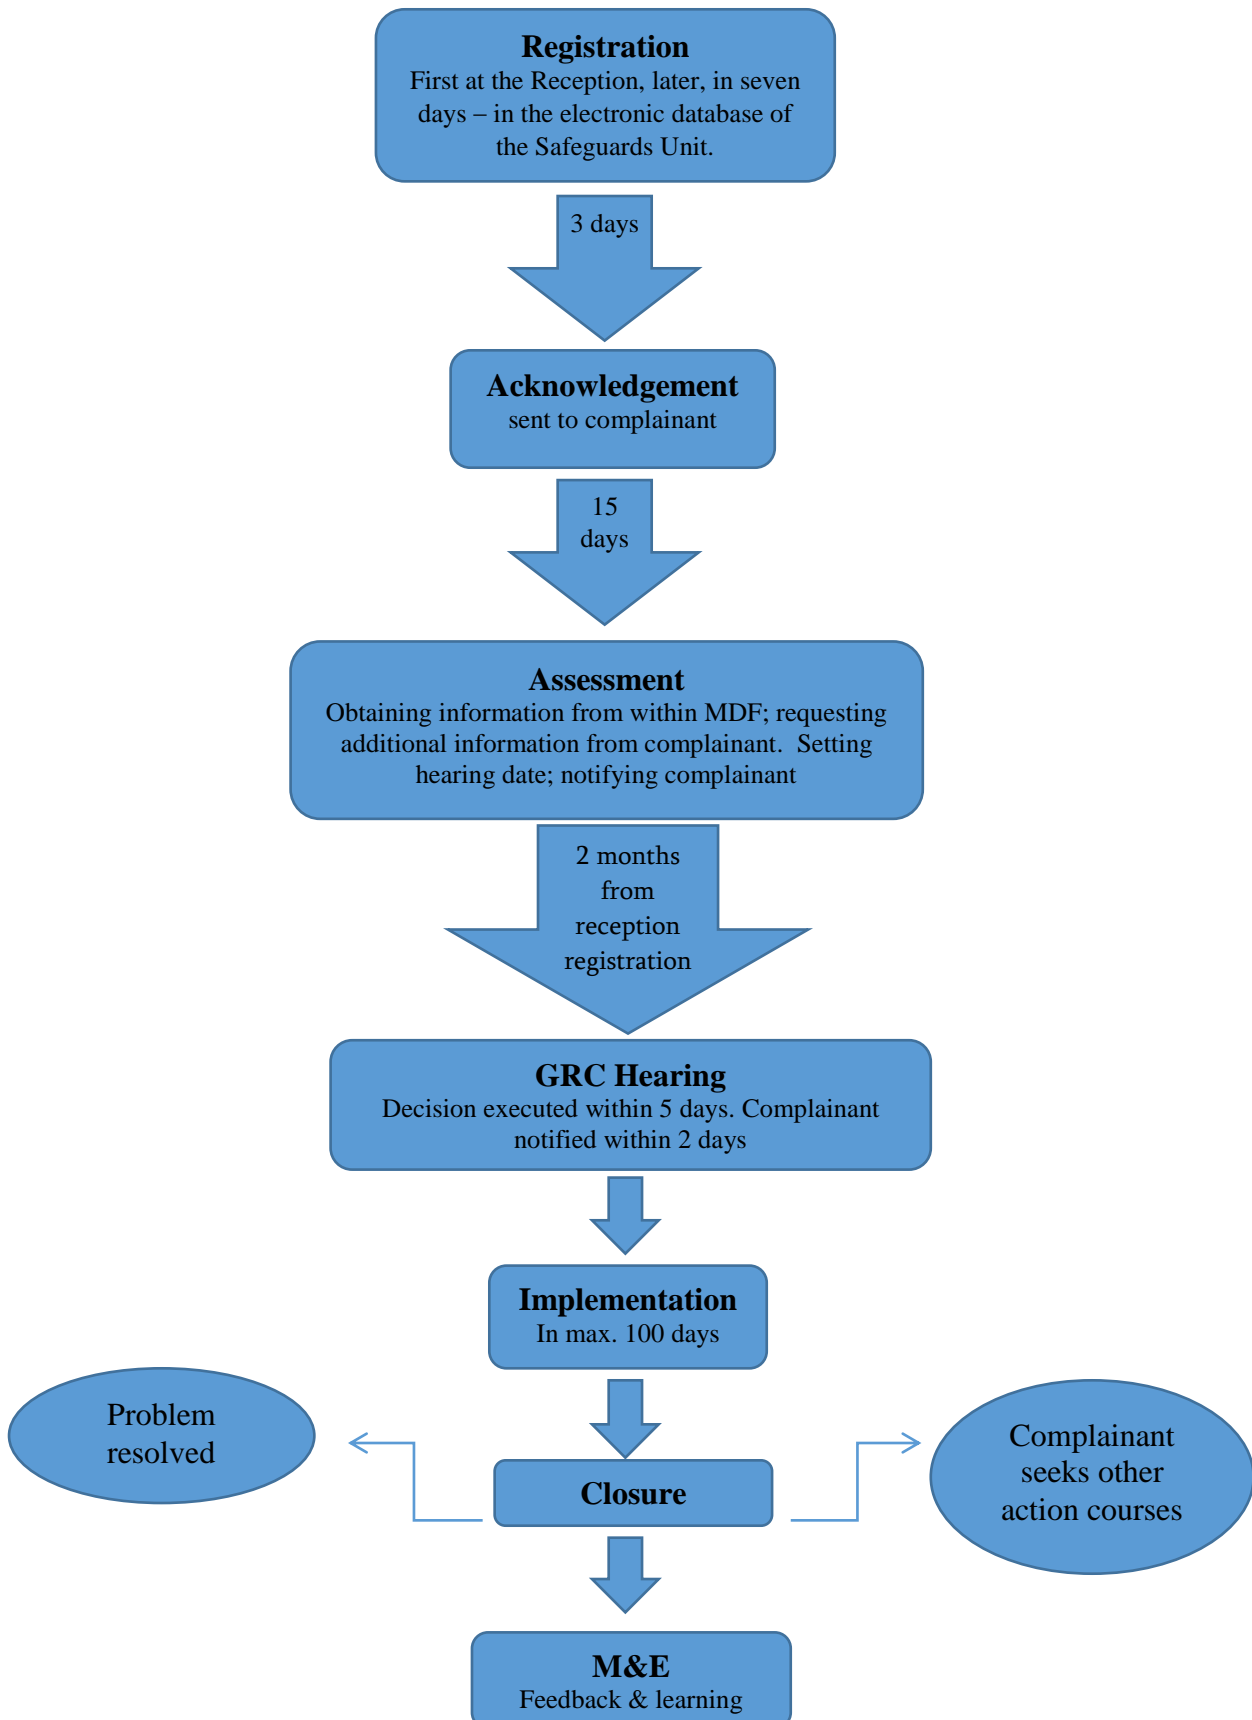 Registration
First at the Reception, later, in seven
days – in the electronic database of
the Safeguards Unit.
3 days
Acknowledgement
sent to complainant
15
days
Assessment
Obtaining information from within MDF; requesting
additional information from complainant.  Setting
hearing date; notifying complainant
2 months
from
reception
registration
GRC Hearing
Decision executed within 5 days. Complainant
notified within 2 days
Implementation
In max. 100 days
Problem
resolved
Complainant
seeks other
action courses
Closure
M&E
Feedback & learning